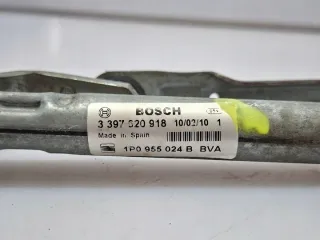 BOSCH
3 397 020 918 10/02/10 1
Made in Spain
1P0 955 024 B BVA